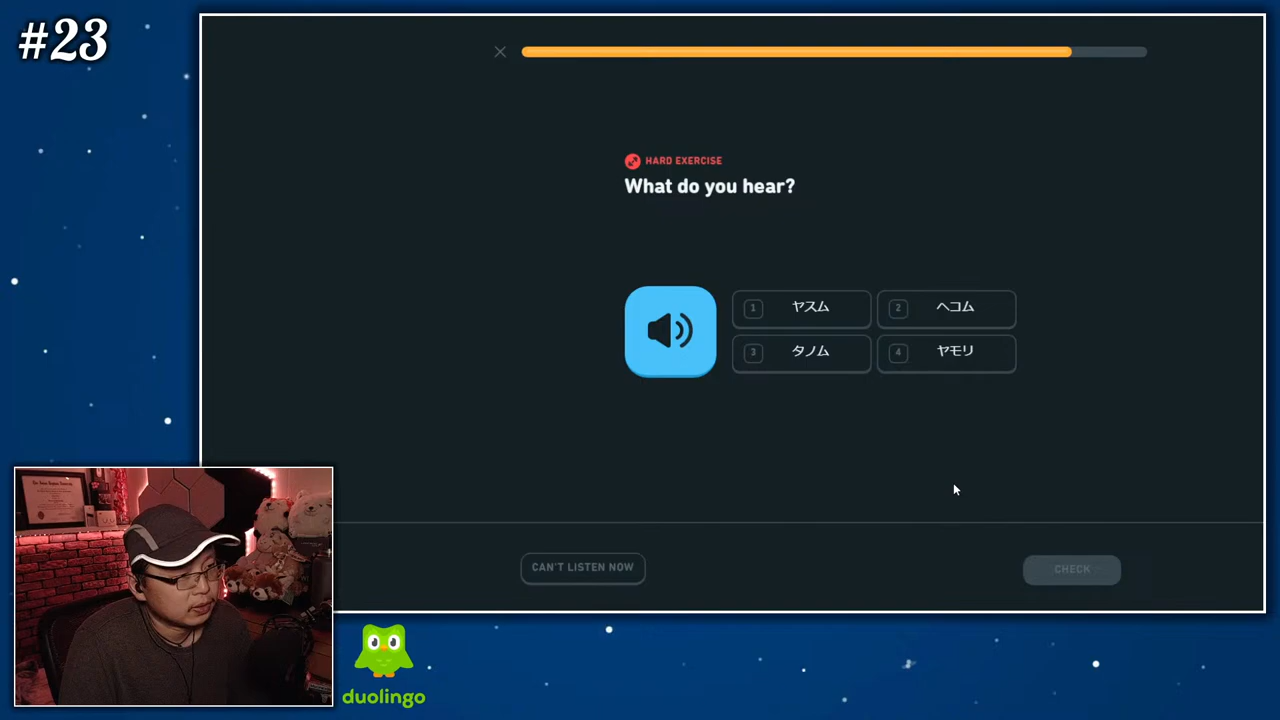 #23
HARD EXERCISE
What do you hear?
1 ヤスム
2 ヘコム
3 タノム
4 ヤモリ
CAN'T LISTEN NOW
CHECK
duolingo